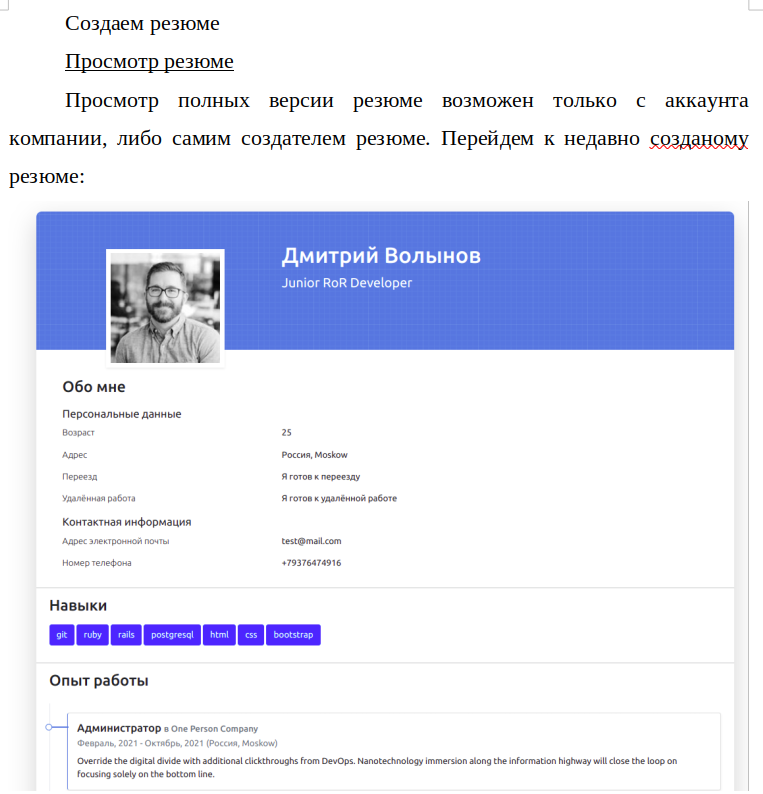 Создаем резюме
Просмотр резюме
Просмотр полных версии резюме возможен только с аккаунта
компании, либо самим создателем резюме. Перейдем к недавно созданому
резюме:
Дмитрий Волынов
Junior RoR Developer
Обо мне
Персональные данные
Возраст 25
Адрес Россия, Moskow
Переезд Я готов к переезду
Удалённая работа Я готов к удалённой работе
Контактная информация
Адрес электронной почты test@mail.com
Номер телефона +79376474916
Навыки
git ruby rails postgresql html css bootstrap
Опыт работы
Администратор в One Person Company
Февраль, 2021 - Октябрь, 2021 (Россия, Moskow)
Override the digital divide with additional clickthroughs from DevOps. Nanotechnology immersion along the information highway will close the loop on
focusing solely on the bottom line.